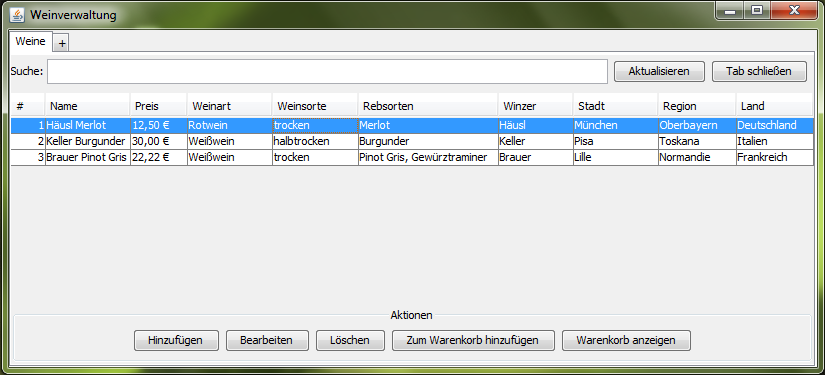 Weinverwaltung
Weine +
Suche: Aktualisieren Tab schließen
# Name Preis Weinart Weinsorte Rebsorten Winzer Stadt Region Land
1 Häusl Merlot 12,50 € Rotwein trocken Merlot Häusl München Oberbayern Deutschland
2 Keller Burgunder 30,00 € Weißwein halbtrocken Burgunder Keller Pisa Toskana Italien
3 Brauer Pinot Gris 22,22 € Weißwein trocken Pinot Gris, Gewürztraminer Brauer Lille Normandie Frankreich
Aktionen
Hinzufügen Bearbeiten Löschen Zum Warenkorb hinzufügen Warenkorb anzeigen